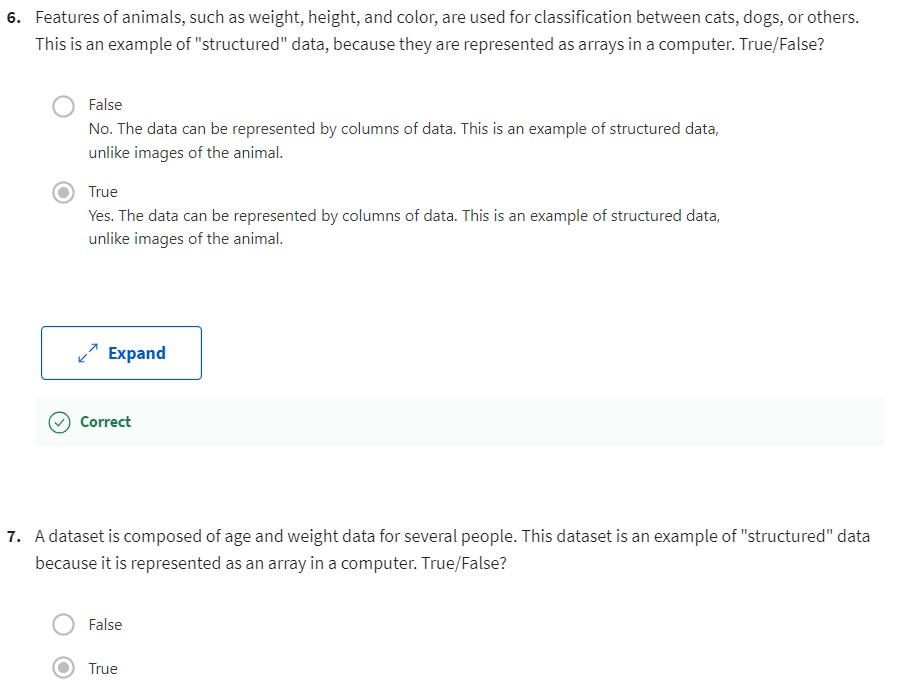 6. Features of animals, such as weight, height, and color, are used for classification between cats, dogs, or others.
This is an example of "structured" data, because they are represented as arrays in a computer. True/False?
False
No. The data can be represented by columns of data. This is an example of structured data,
unlike images of the animal.
True
Yes. The data can be represented by columns of data. This is an example of structured data,
unlike images of the animal.
Expand
Correct
7. A dataset is composed of age and weight data for several people. This dataset is an example of "structured" data
because it is represented as an array in a computer. True/False?
False
True